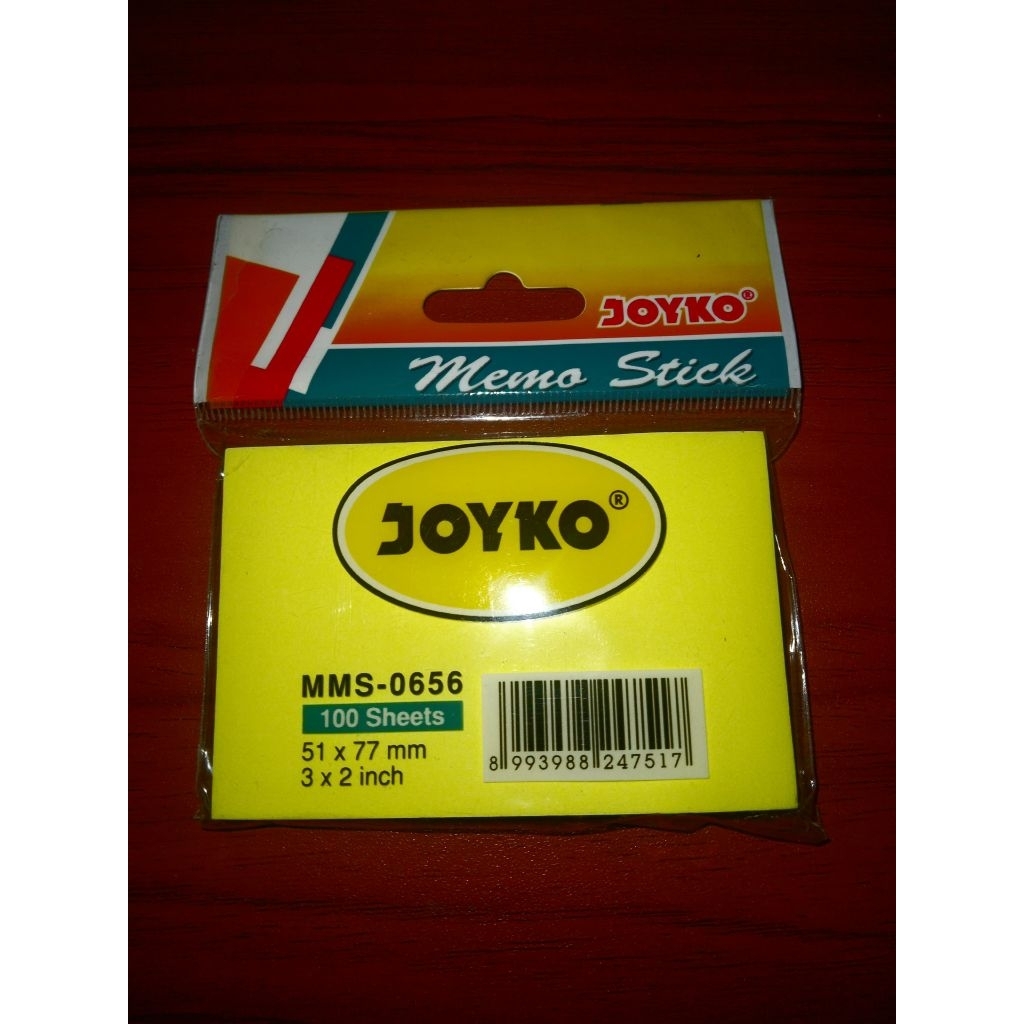 JOYKO®
Memo Stick
JOYKO®
MMS-0656
100 Sheets
51 x 77 mm
3 x 2 inch
8 993988 247517